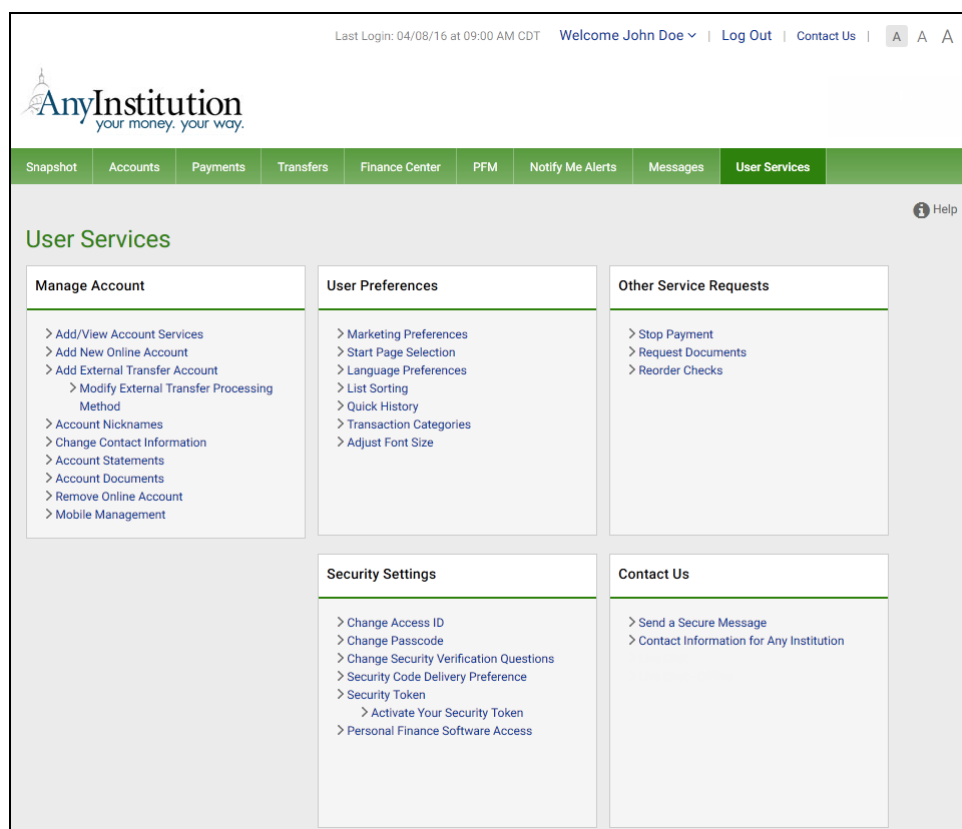 Last Login: 04/08/16 at 09:00 AM CDT Welcome John Doe | Log Out | Contact Us | A A A
AnyInstitution
your money. your way.
Snapshot Accounts Payments Transfers Finance Center PFM Notify Me Alerts Messages User Services
Help
User Services
Manage Account
> Add/View Account Services
> Add New Online Account
> Add External Transfer Account
> Modify External Transfer Processing
Method
> Account Nicknames
> Change Contact Information
> Account Statements
> Account Documents
> Remove Online Account
> Mobile Management
User Preferences
> Marketing Preferences
> Start Page Selection
> Language Preferences
> List Sorting
> Quick History
> Transaction Categories
> Adjust Font Size
Other Service Requests
> Stop Payment
> Request Documents
> Reorder Checks
Security Settings
> Change Access ID
> Change Passcode
> Change Security Verification Questions
> Security Code Delivery Preference
> Security Token
> Activate Your Security Token
> Personal Finance Software Access
Contact Us
> Send a Secure Message
> Contact Information for Any Institution